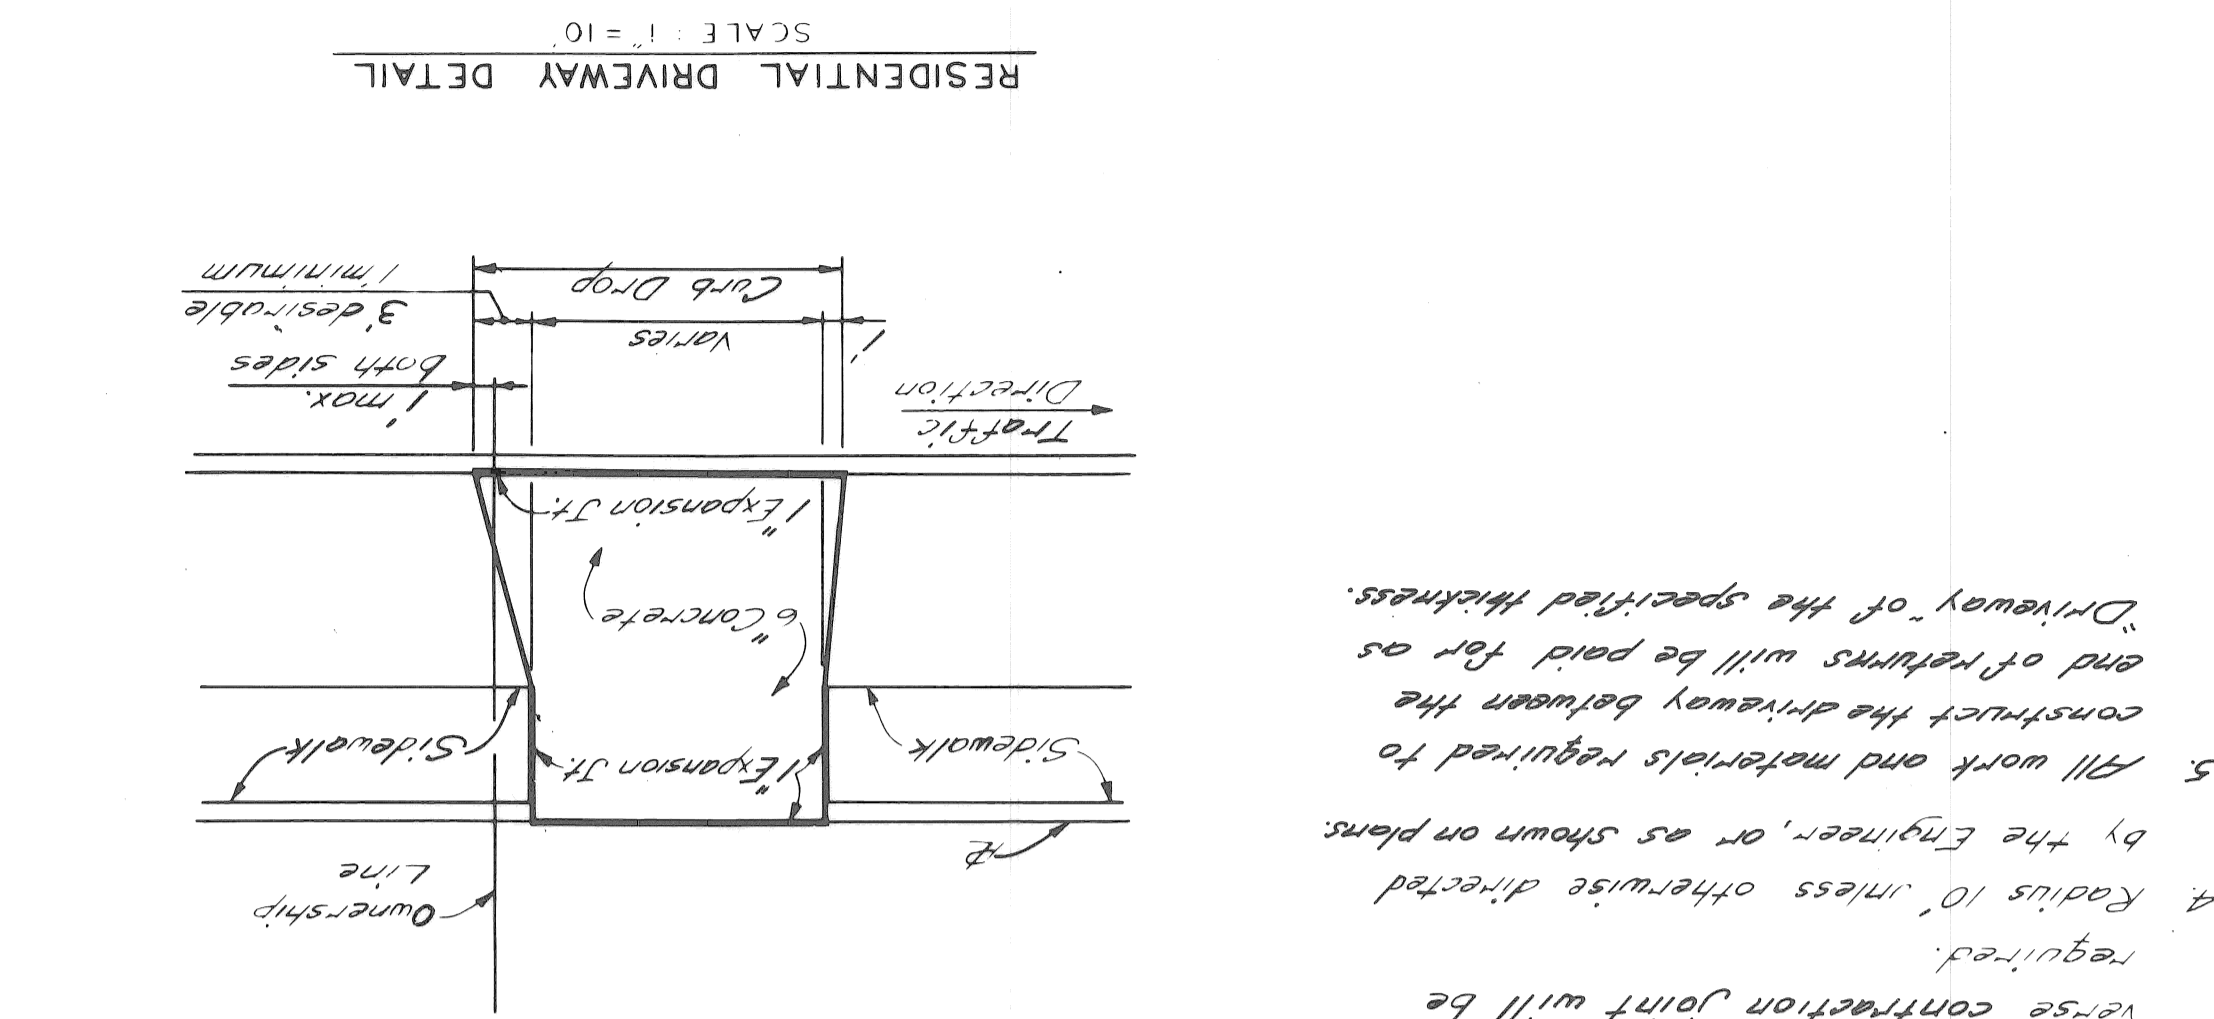 verse contraction joint will be
required.
4. Radius 10' unless otherwise directed
by the Engineer, or as shown on plans.
5. All work and materials required to
construct the driveway between the
end of returns will be paid for as
"Driveway" of the specified thickness.
Ownership
Line
℄
Sidewalk
1" Expansion Jt.
Sidewalk
6" Concrete
1" Expansion Jt.
Traffic
Direction
1' max.
both sides
1'
Varies
3' desirable
1' minimum
Curb Drop
RESIDENTIAL DRIVEWAY DETAIL
SCALE : 1" = 10'